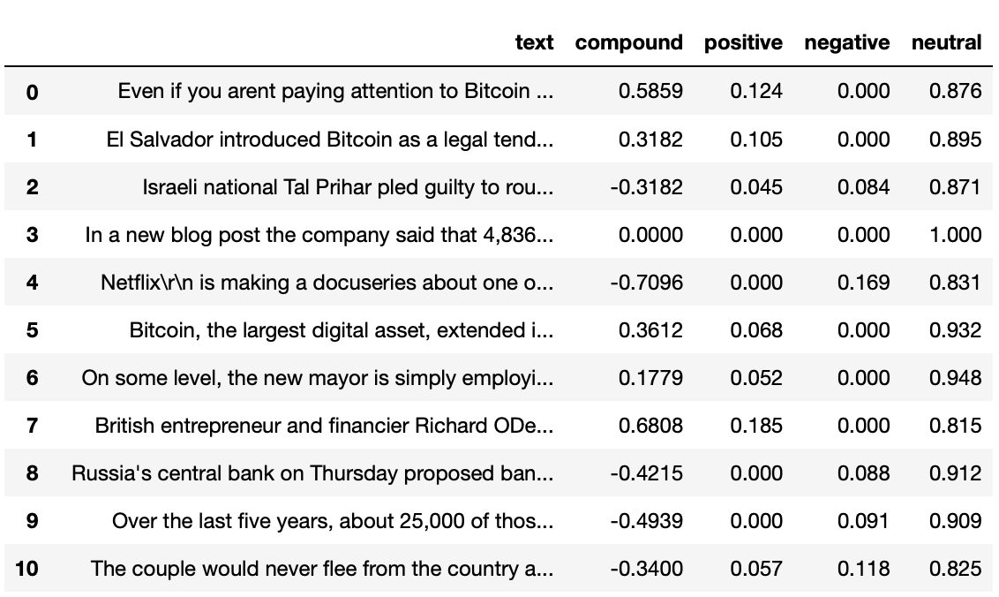 text compound positive negative neutral
0 Even if you arent paying attention to Bitcoin ... 0.5859 0.124 0.000 0.876
1 El Salvador introduced Bitcoin as a legal tend... 0.3182 0.105 0.000 0.895
2 Israeli national Tal Prihar pled guilty to rou... -0.3182 0.045 0.084 0.871
3 In a new blog post the company said that 4,836... 0.0000 0.000 0.000 1.000
4 Netflix\r\n is making a docuseries about one o... -0.7096 0.000 0.169 0.831
5 Bitcoin, the largest digital asset, extended i... 0.3612 0.068 0.000 0.932
6 On some level, the new mayor is simply employi... 0.1779 0.052 0.000 0.948
7 British entrepreneur and financier Richard ODe... 0.6808 0.185 0.000 0.815
8 Russia's central bank on Thursday proposed ban... -0.4215 0.000 0.088 0.912
9 Over the last five years, about 25,000 of thos... -0.4939 0.000 0.091 0.909
10 The couple would never flee from the country a... -0.3400 0.057 0.118 0.825